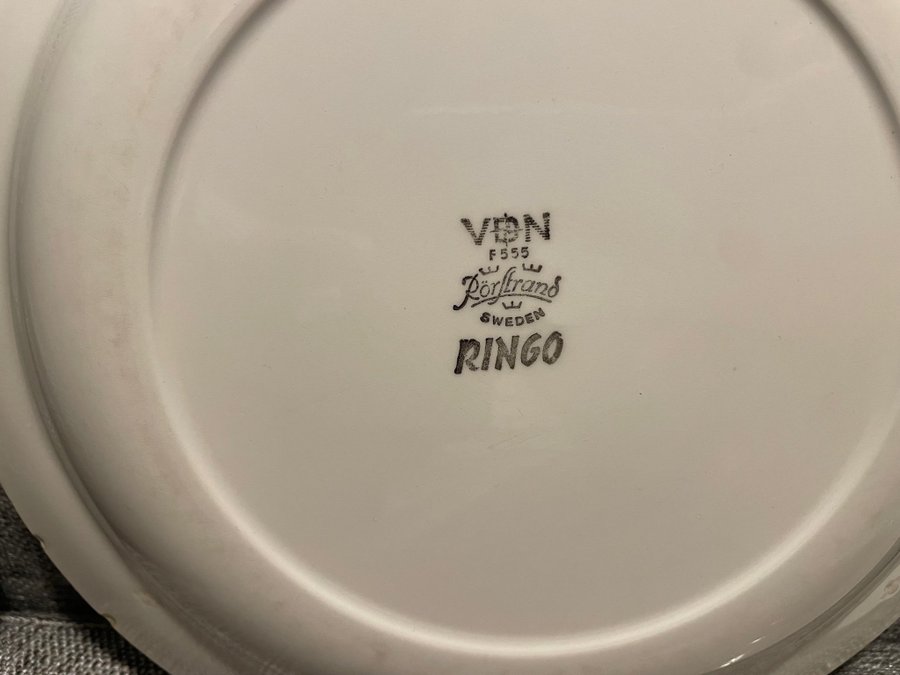 VDN
F555
Rörstrand
SWEDEN
RINGO